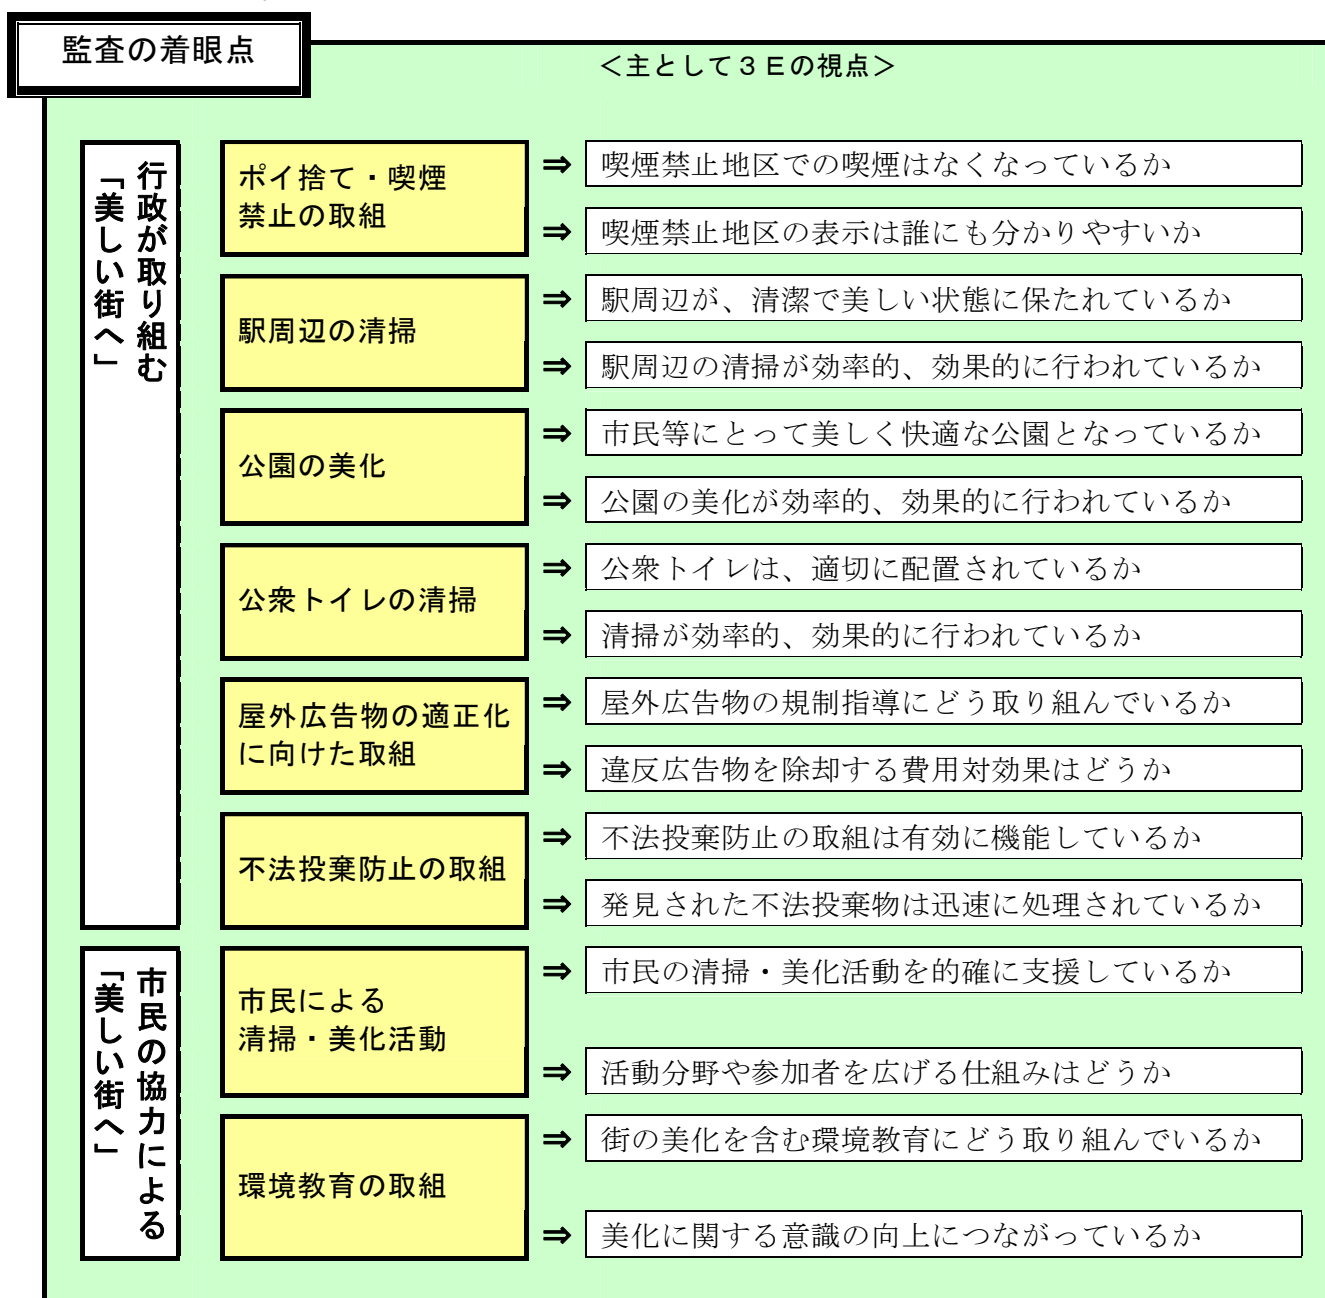 監査の着眼点
＜主として３Ｅの視点＞
行政が取り組む
「美しい街へ」
ポイ捨て・喫煙
禁止の取組
⇒ 喫煙禁止地区での喫煙はなくなっているか
⇒ 喫煙禁止地区の表示は誰にも分かりやすいか
駅周辺の清掃
⇒ 駅周辺が、清潔で美しい状態に保たれているか
⇒ 駅周辺の清掃が効率的、効果的に行われているか
公園の美化
⇒ 市民等にとって美しく快適な公園となっているか
⇒ 公園の美化が効率的、効果的に行われているか
公衆トイレの清掃
⇒ 公衆トイレは、適切に配置されているか
⇒ 清掃が効率的、効果的に行われているか
屋外広告物の適正化
に向けた取組
⇒ 屋外広告物の規制指導にどう取り組んでいるか
⇒ 違反広告物を除却する費用対効果はどうか
不法投棄防止の取組
⇒ 不法投棄防止の取組は有効に機能しているか
⇒ 発見された不法投棄物は迅速に処理されているか
市民の協力による
「美しい街へ」
市民による
清掃・美化活動
⇒ 市民の清掃・美化活動を的確に支援しているか
⇒ 活動分野や参加者を広げる仕組みはどうか
環境教育の取組
⇒ 街の美化を含む環境教育にどう取り組んでいるか
⇒ 美化に関する意識の向上につながっているか